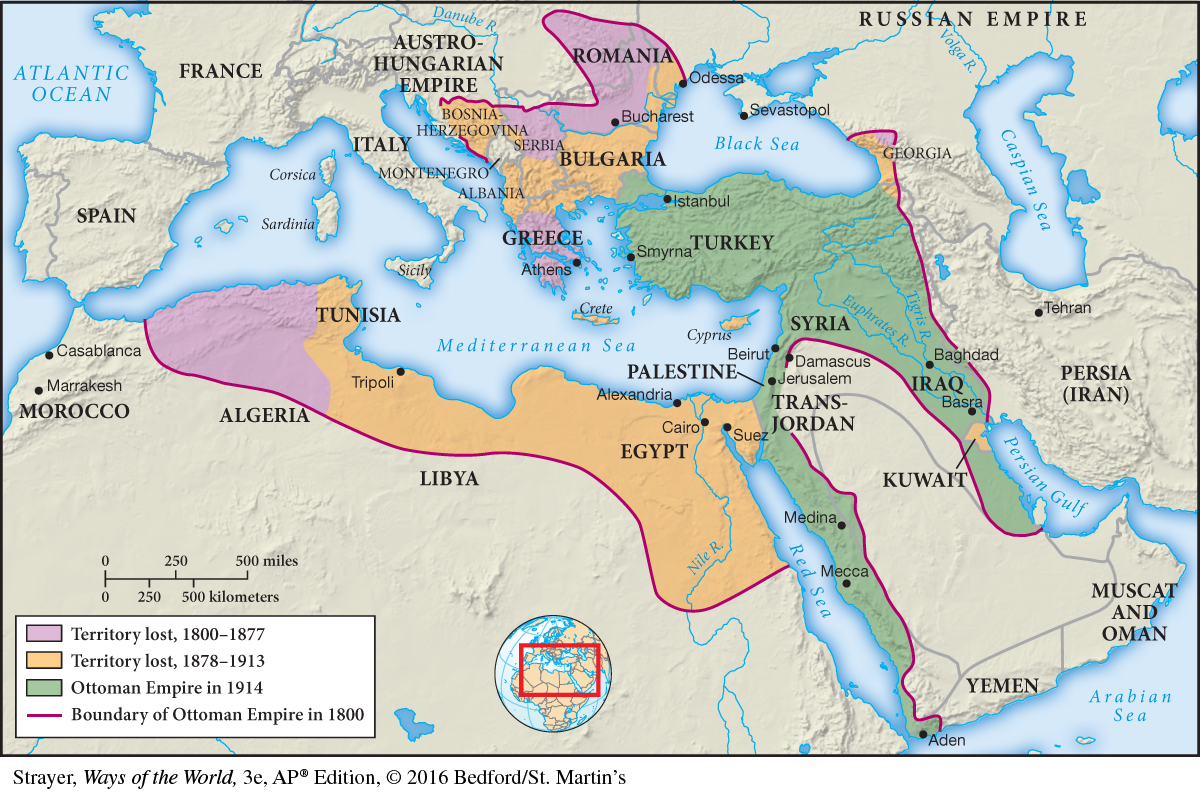 RUSSIAN EMPIRE
Danube R.
Volga R.
AUSTRO-
HUNGARIAN
EMPIRE
ROMANIA
ATLANTIC
OCEAN
FRANCE
Odessa
Sevastopol
BOSNIA-
HERZEGOVINA
Bucharest
ITALY
SERBIA
Black Sea
Caspian Sea
BULGARIA
GEORGIA
Corsica
MONTENEGRO
ALBANIA
Istanbul
SPAIN
Sardinia
GREECE
Smyrna
TURKEY
Athens
Sicily
Crete
Tigris R.
Euphrates R.
Tehran
TUNISIA
SYRIA
Cyprus
Mediterranean Sea
Casablanca
Beirut
Damascus
Baghdad
PALESTINE
Jerusalem
IRAQ
PERSIA
(IRAN)
Marrakesh
Tripoli
Alexandria
TRANS-
JORDAN
Basra
MOROCCO
ALGERIA
Cairo
Suez
EGYPT
LIBYA
KUWAIT
Persian Gulf
Medina
Nile R.
Red Sea
Mecca
0 250 500 miles
0 250 500 kilometers
MUSCAT
AND
OMAN
YEMEN
Arabian
Sea
Aden
Territory lost, 1800–1877
Territory lost, 1878–1913
Ottoman Empire in 1914
Boundary of Ottoman Empire in 1800
Strayer, Ways of the World, 3e, AP® Edition, © 2016 Bedford/St. Martin's